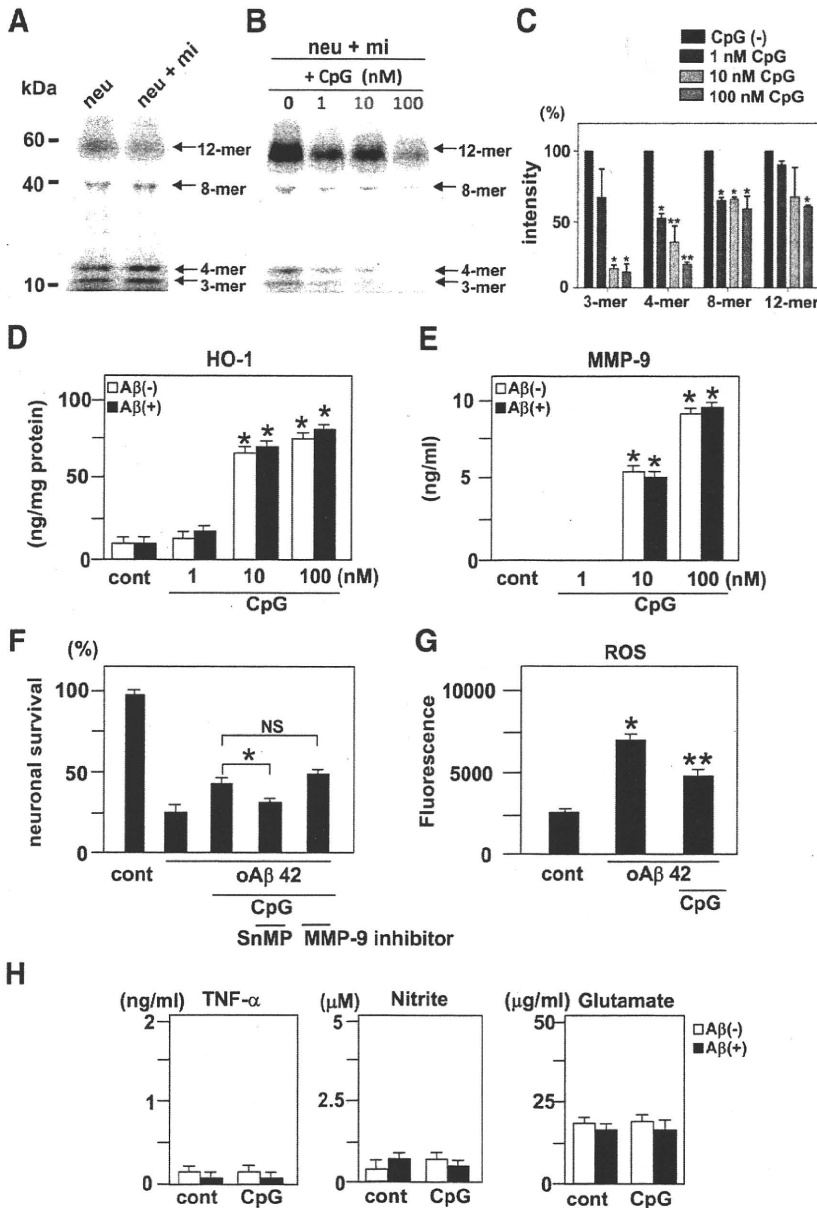 A
kDa
neu
neu + mi
60
40
10
12-mer
8-mer
4-mer
3-mer
B
neu + mi
+ CpG (nM)
0 1 10 100
12-mer
8-mer
4-mer
3-mer
C
CpG (-)
1 nM CpG
10 nM CpG
100 nM CpG
(%)
intensity
100
50
0
* * * ** ** * * * *
3-mer 4-mer 8-mer 12-mer
D
HO-1
Aβ(-)
Aβ(+)
(ng/mg protein)
100
50
0
* * * *
cont 1 10 100 (nM)
CpG
E
MMP-9
Aβ(-)
Aβ(+)
(ng/ml)
10
5
0
* * * *
cont 1 10 100 (nM)
CpG
F
(%)
neuronal survival
100
50
0
NS
*
cont
oAβ 42
CpG
SnMP MMP-9 inhibitor
G
ROS
Fluorescence
10000
5000
0
* **
cont oAβ 42
CpG
H
(ng/ml) TNF-α
2
1
0
cont CpG
(μM) Nitrite
5
2.5
0
cont CpG
(μg/ml) Glutamate
50
25
0
cont CpG
Aβ(-)
Aβ(+)